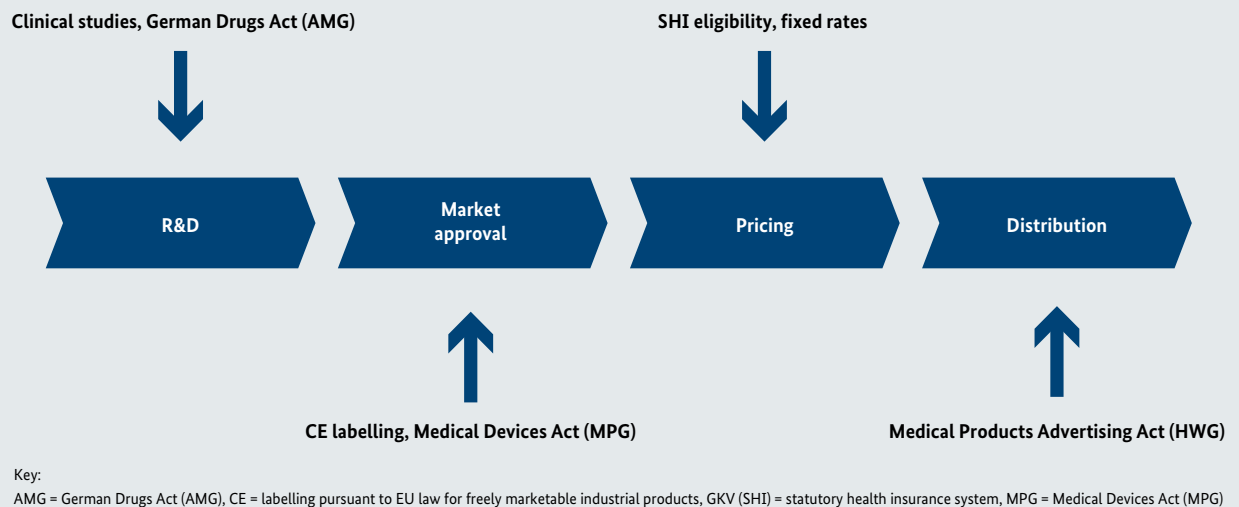 Clinical studies, German Drugs Act (AMG)
SHI eligibility, fixed rates
R&D
Market
approval
Pricing
Distribution
CE labelling, Medical Devices Act (MPG)
Medical Products Advertising Act (HWG)
Key:
AMG = German Drugs Act (AMG), CE = labelling pursuant to EU law for freely marketable industrial products, GKV (SHI) = statutory health insurance system, MPG = Medical Devices Act (MPG)